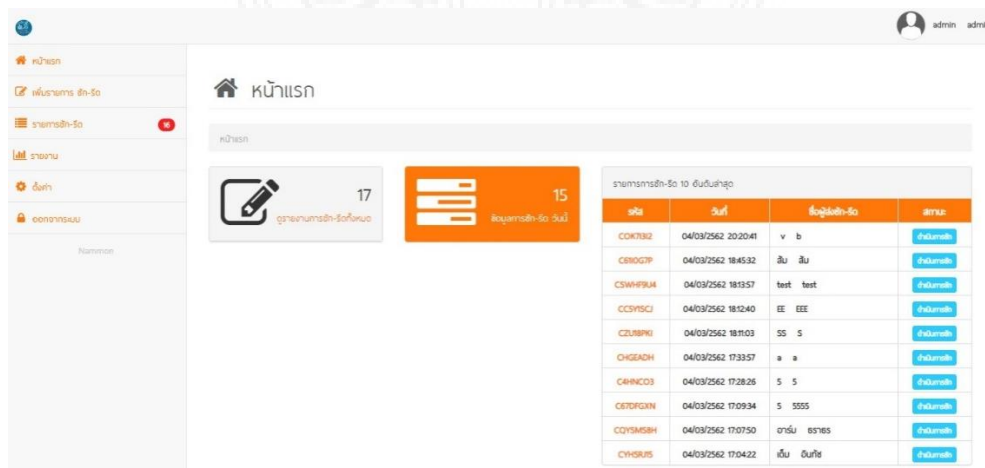 admin
หน้าแรก
เพิ่มรายการ ซัก-รีด
รายการซัก-รีด 16
รายงาน
ตั้งค่า
ออกจากระบบ
Nammon
หน้าแรก
หน้าแรก
17
ดูรายงานการซัก-รีดทั้งหมด
15
ข้อมูลการซัก-รีด วันนี้
รายการการซัก-รีด 10 อันดับล่าสุด
รหัส วันที่ ชื่อผู้ส่งซัก-รีด สถานะ
04/03/2562 20:20:41 v b ดำเนินการซัก
C61IOG7P 04/03/2562 18:45:32 ส้ม ส้ม ดำเนินการซัก
CSWHF9U4 04/03/2562 18:13:57 test test ดำเนินการซัก
04/03/2562 18:12:40 EE EEE ดำเนินการซัก
04/03/2562 18:11:03 SS S ดำเนินการซัก
CHGEADH 04/03/2562 17:33:57 a a ดำเนินการซัก
C4HNCO3 04/03/2562 17:28:26 5 5 ดำเนินการซัก
C67DFGXN 04/03/2562 17:09:34 5 5555 ดำเนินการซัก
CQYSMS8H 04/03/2562 17:07:50 อาร์ม ธราธร ดำเนินการซัก
04/03/2562 17:04:22 เต็ม ดำเนินการซัก